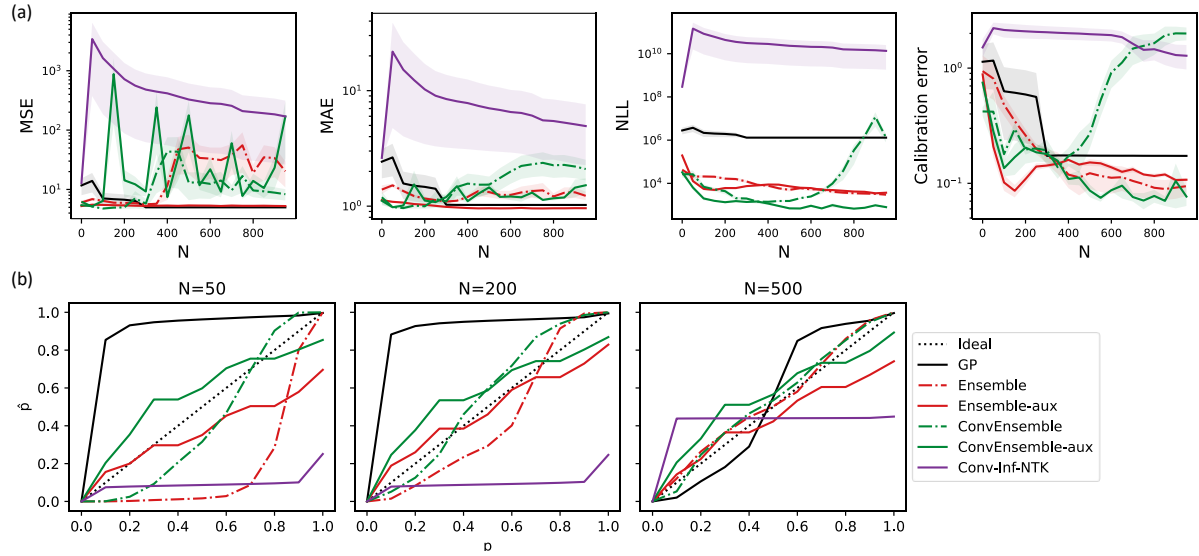 (a)
MSE
10³
10²
10¹
0 200 400 600 800
N
MAE
10¹
10⁰
0 200 400 600 800
N
NLL
10¹⁰
10⁸
10⁶
10⁴
0 200 400 600 800
N
Calibration error
10⁰
10⁻¹
0 200 400 600 800
N
(b)
N=50
N=200
N=500
p̂
1.0
0.8
0.6
0.4
0.2
0.0
0.0 0.2 0.4 0.6 0.8 1.0
0.0 0.2 0.4 0.6 0.8 1.0
0.0 0.2 0.4 0.6 0.8 1.0
p
Ideal
GP
Ensemble
Ensemble-aux
ConvEnsemble
ConvEnsemble-aux
Conv-Inf-NTK